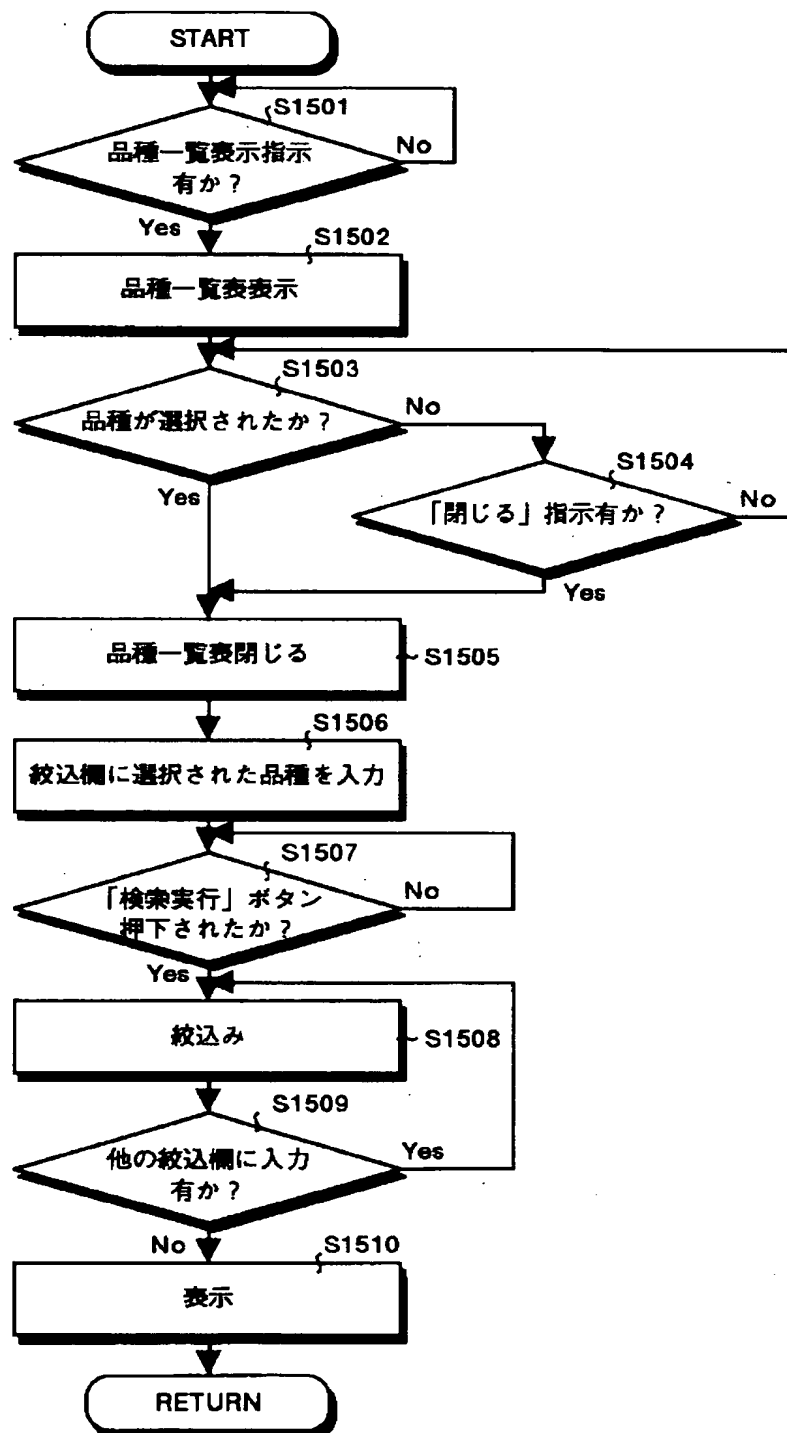 START
S1501
品種一覧表示指示
有か?
No
Yes
S1502
品種一覧表表示
S1503
品種が選択されたか?
No
Yes
S1504
「閉じる」指示有か?
No
Yes
品種一覧表閉じる
S1505
S1506
絞込欄に選択された品種を入力
S1507
「検索実行」ボタン
押下されたか?
No
Yes
絞込み
S1508
S1509
他の絞込欄に入力
有か?
Yes
No
S1510
表示
RETURN